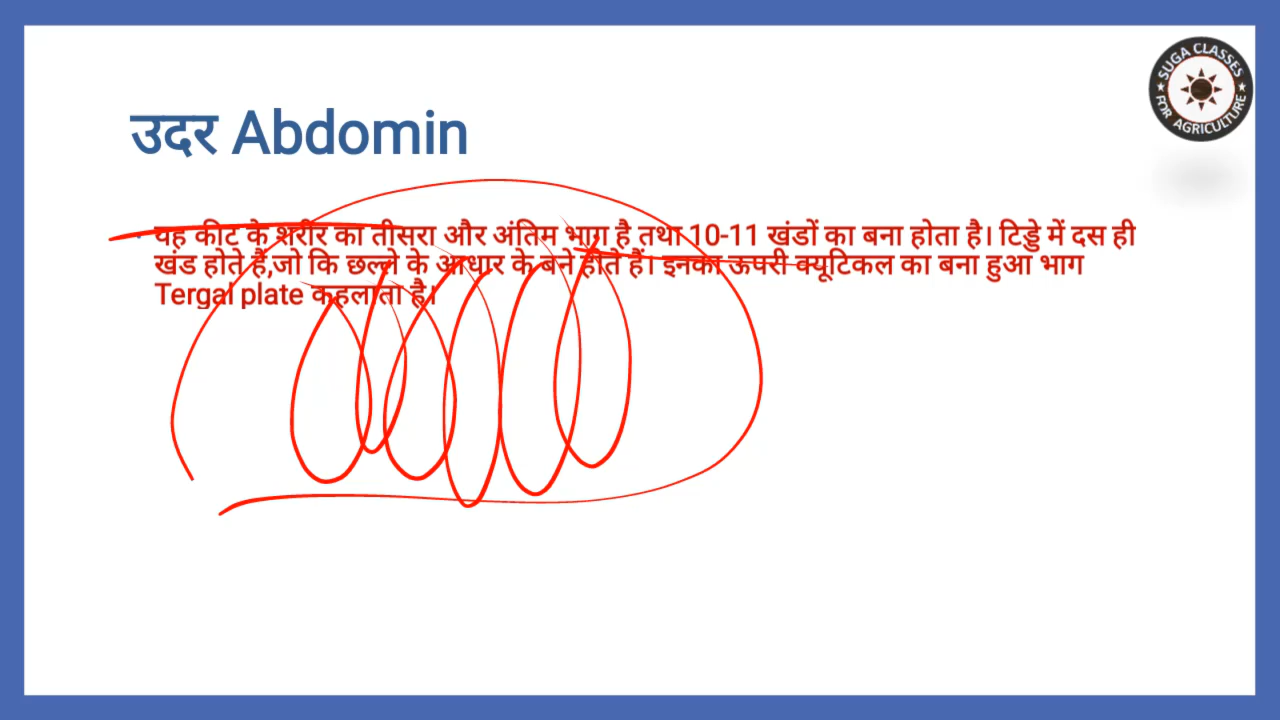 SUGA CLASSES
FOR AGRICULTURE
उदर Abdomin
यह कीट के शरीर का तीसरा और अंतिम भाग है तथा 10-11 खंडों का बना होता है। टिड्डे में दस ही
खंड होते हैं,जो कि छल्ले के आधार के बने होते हैं। इनका ऊपरी क्यूटिकल का बना हुआ भाग
Tergal plate कहलाता है।